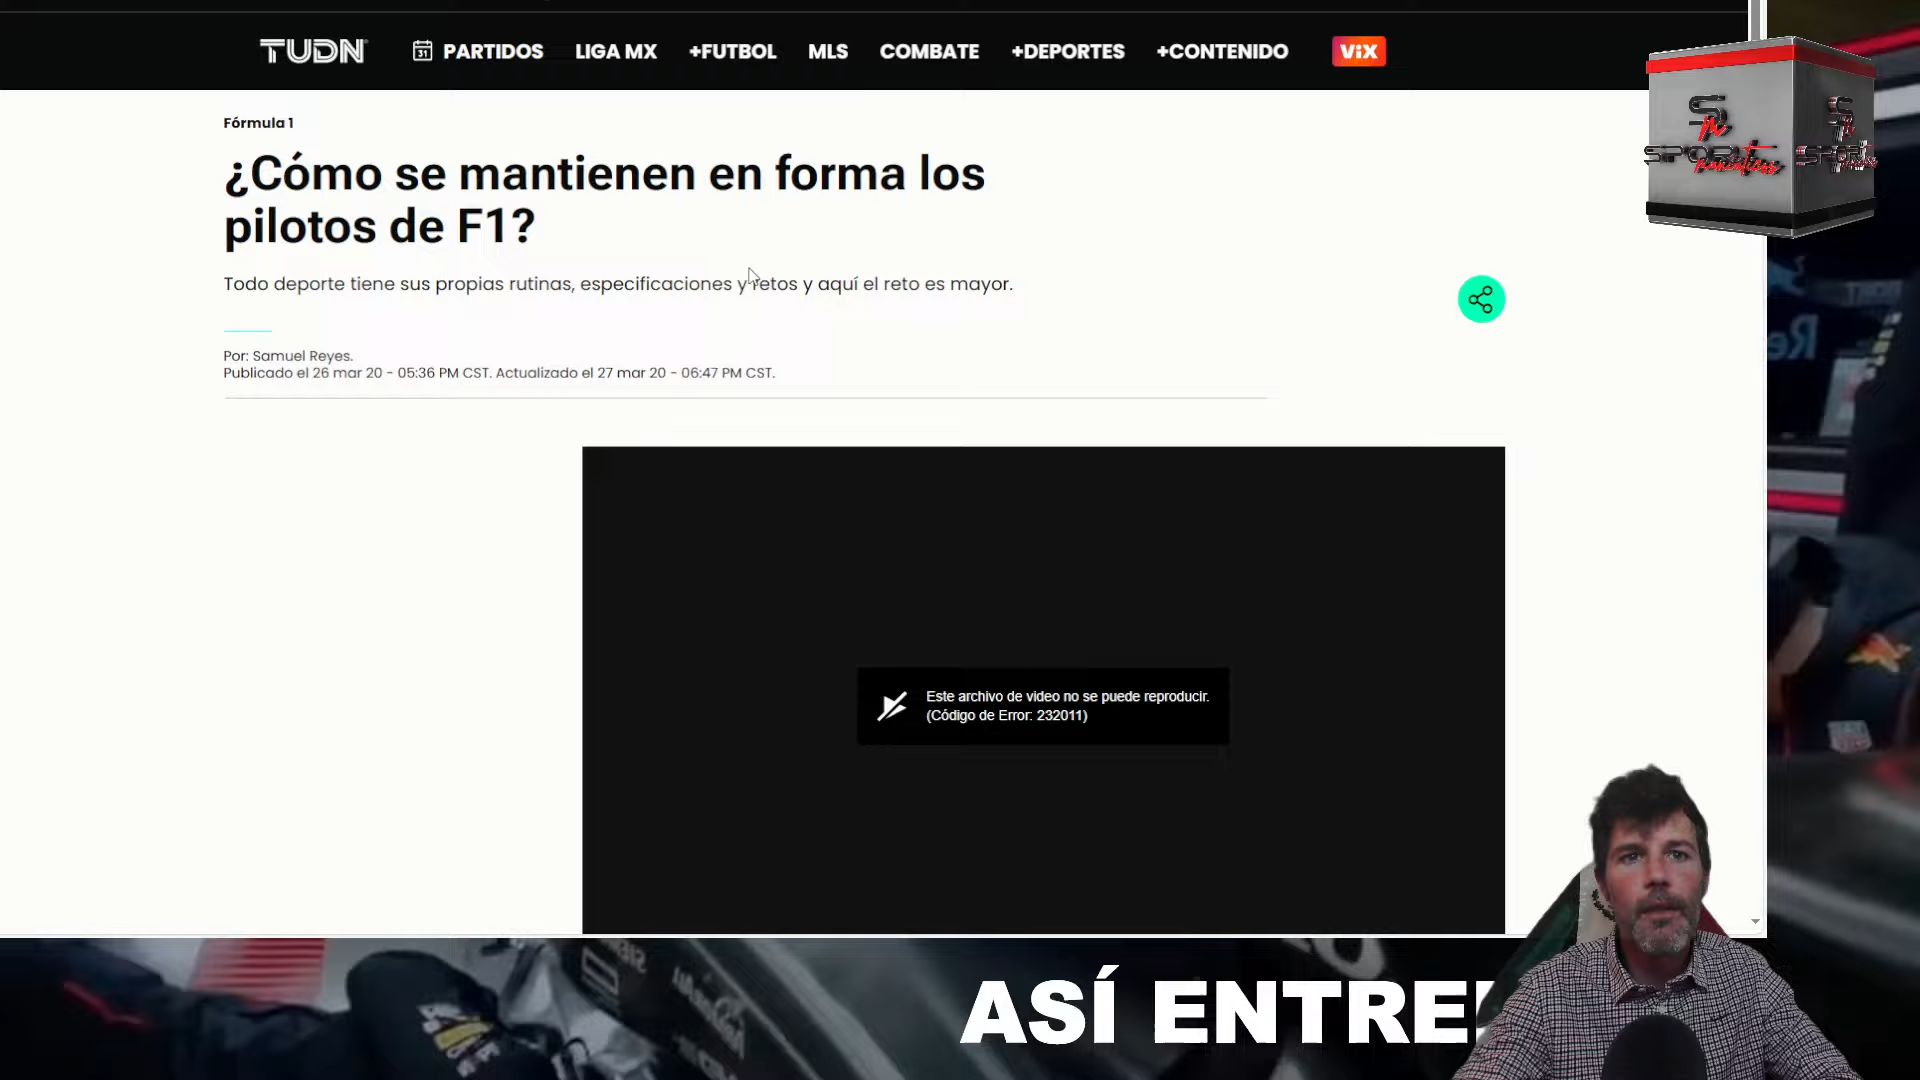 TUDN
31 PARTIDOS LIGA MX +FUTBOL MLS COMBATE +DEPORTES +CONTENIDO ViX
Fórmula 1
¿Cómo se mantienen en forma los
pilotos de F1?
Todo deporte tiene sus propias rutinas, especificaciones y retos y aquí el reto es mayor.
Por: Samuel Reyes.
Publicado el 26 mar 20 - 05:36 PM CST. Actualizado el 27 mar 20 - 06:47 PM CST.
Este archivo de video no se puede reproducir.
(Código de Error: 232011)
SPORT
maniáticos
ASÍ ENTRE